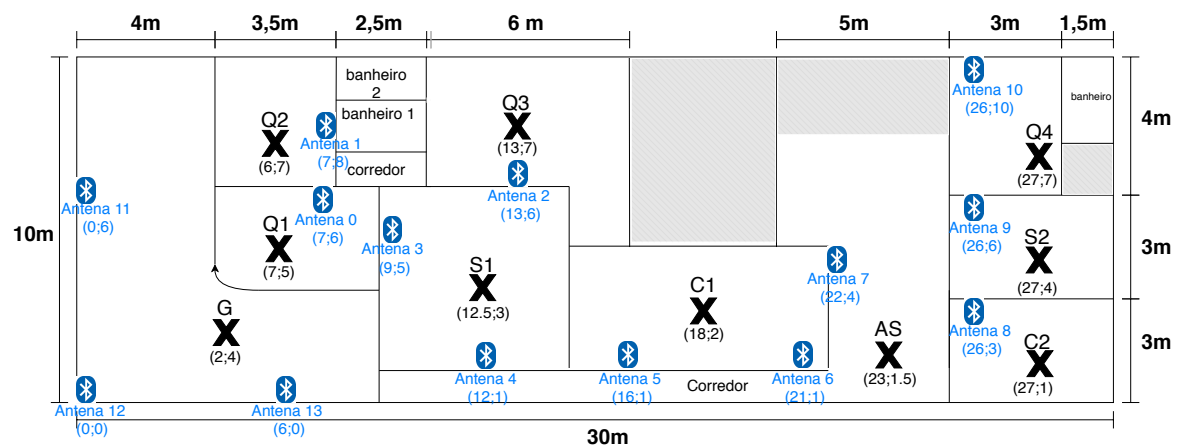 4m 3,5m 2,5m 6 m 5m 3m 1,5m
banheiro
2
banheiro 1
corredor
Q2
(6;7)
Antena 1
(7;8)
Q3
(13;7)
Antena 10
(26;10)
banheiro
Q4
(27;7)
4m
Antena 11
(0;6)
Antena 0
(7;6)
Antena 2
(13;6)
10m
Q1
(7;5)
Antena 3
(9;5)
Antena 9
(26;6)
S2
(27;4)
3m
S1
(12.5;3)
C1
(18;2)
Antena 7
(22;4)
G
(2;4)
AS
(23;1.5)
Antena 8
(26;3)
C2
(27;1)
3m
Antena 12
(0;0)
Antena 13
(6;0)
Antena 4
(12;1)
Antena 5
(16;1)
Corredor
Antena 6
(21;1)
30m